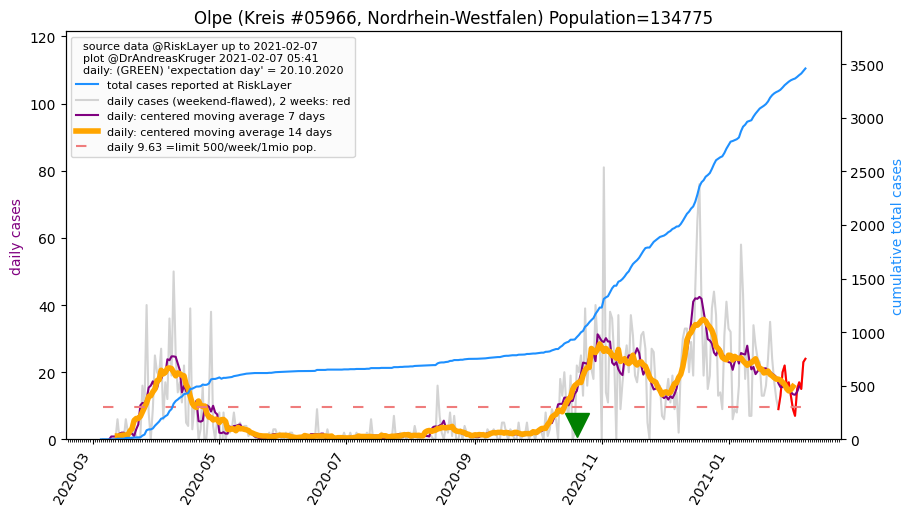 Olpe (Kreis #05966, Nordrhein-Westfalen) Population=134775
source data @RiskLayer up to 2021-02-07
plot @DrAndreasKruger 2021-02-07 05:41
daily: (GREEN) 'expectation day' = 20.10.2020
total cases reported at RiskLayer
daily cases (weekend-flawed), 2 weeks: red
daily: centered moving average 7 days
daily: centered moving average 14 days
daily 9.63 =limit 500/week/1mio pop.
daily cases
120
100
80
60
40
20
0
cumulative total cases
3500
3000
2500
2000
1500
1000
500
0
2020-03
2020-05
2020-07
2020-09
2020-11
2021-01